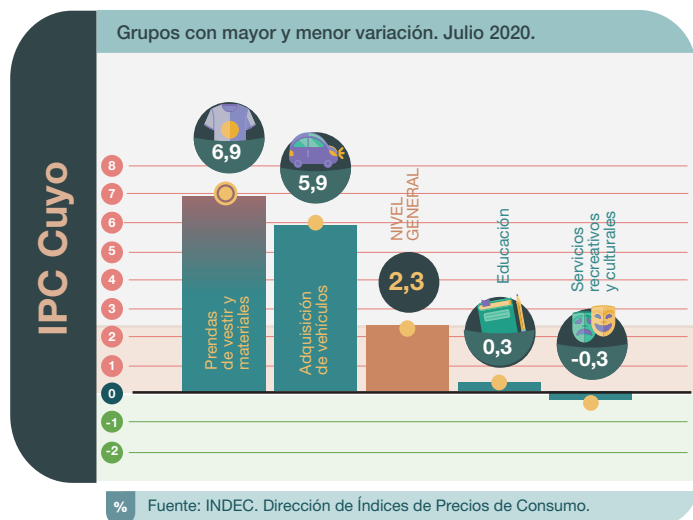 Grupos con mayor y menor variación. Julio 2020.
IPC Cuyo
8
7
6
5
4
3
2
1
0
-1
-2
6,9
Prendas
de vestir y
materiales
5,9
Adquisición
de vehículos
NIVEL
GENERAL
2,3
Educación
0,3
Servicios
recreativos
y culturales
-0,3
%
Fuente: INDEC. Dirección de Índices de Precios de Consumo.